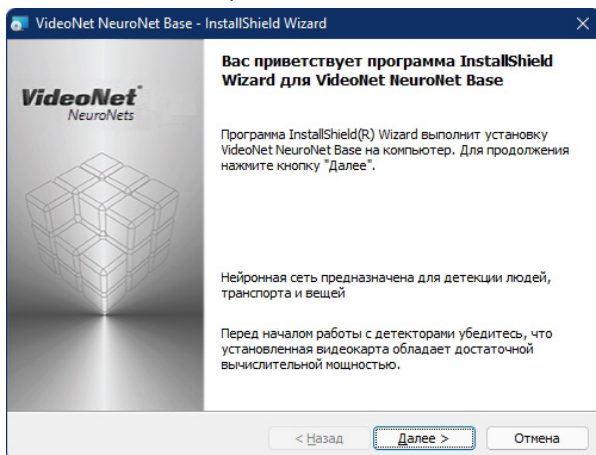 VideoNet NeuroNet Base - InstallShield Wizard
Вас приветствует программа InstallShield
Wizard для VideoNet NeuroNet Base
VideoNet
NeuroNets
Программа InstallShield(R) Wizard выполнит установку
VideoNet NeuroNet Base на компьютер. Для продолжения
нажмите кнопку "Далее".
Нейронная сеть предназначена для детекции людей,
транспорта и вещей
Перед началом работы с детекторами убедитесь, что
установленная видеокарта обладает достаточной
вычислительной мощностью.
< Назад
Далее >
Отмена